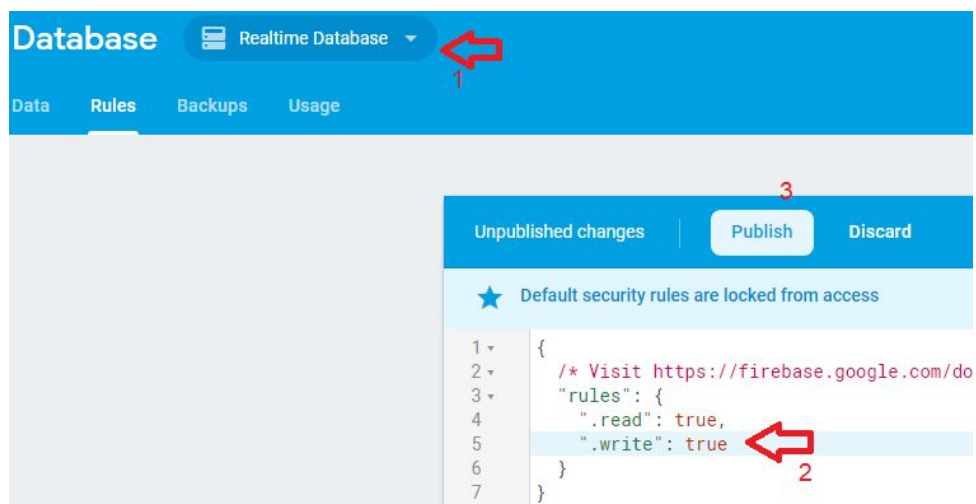 Database Realtime Database
1
Data Rules Backups Usage
3
Unpublished changes Publish Discard
Default security rules are locked from access
1 {
2 /* Visit https://firebase.google.com/do
3 "rules": {
4 ".read": true,
5 ".write": true
2
6 }
7 }